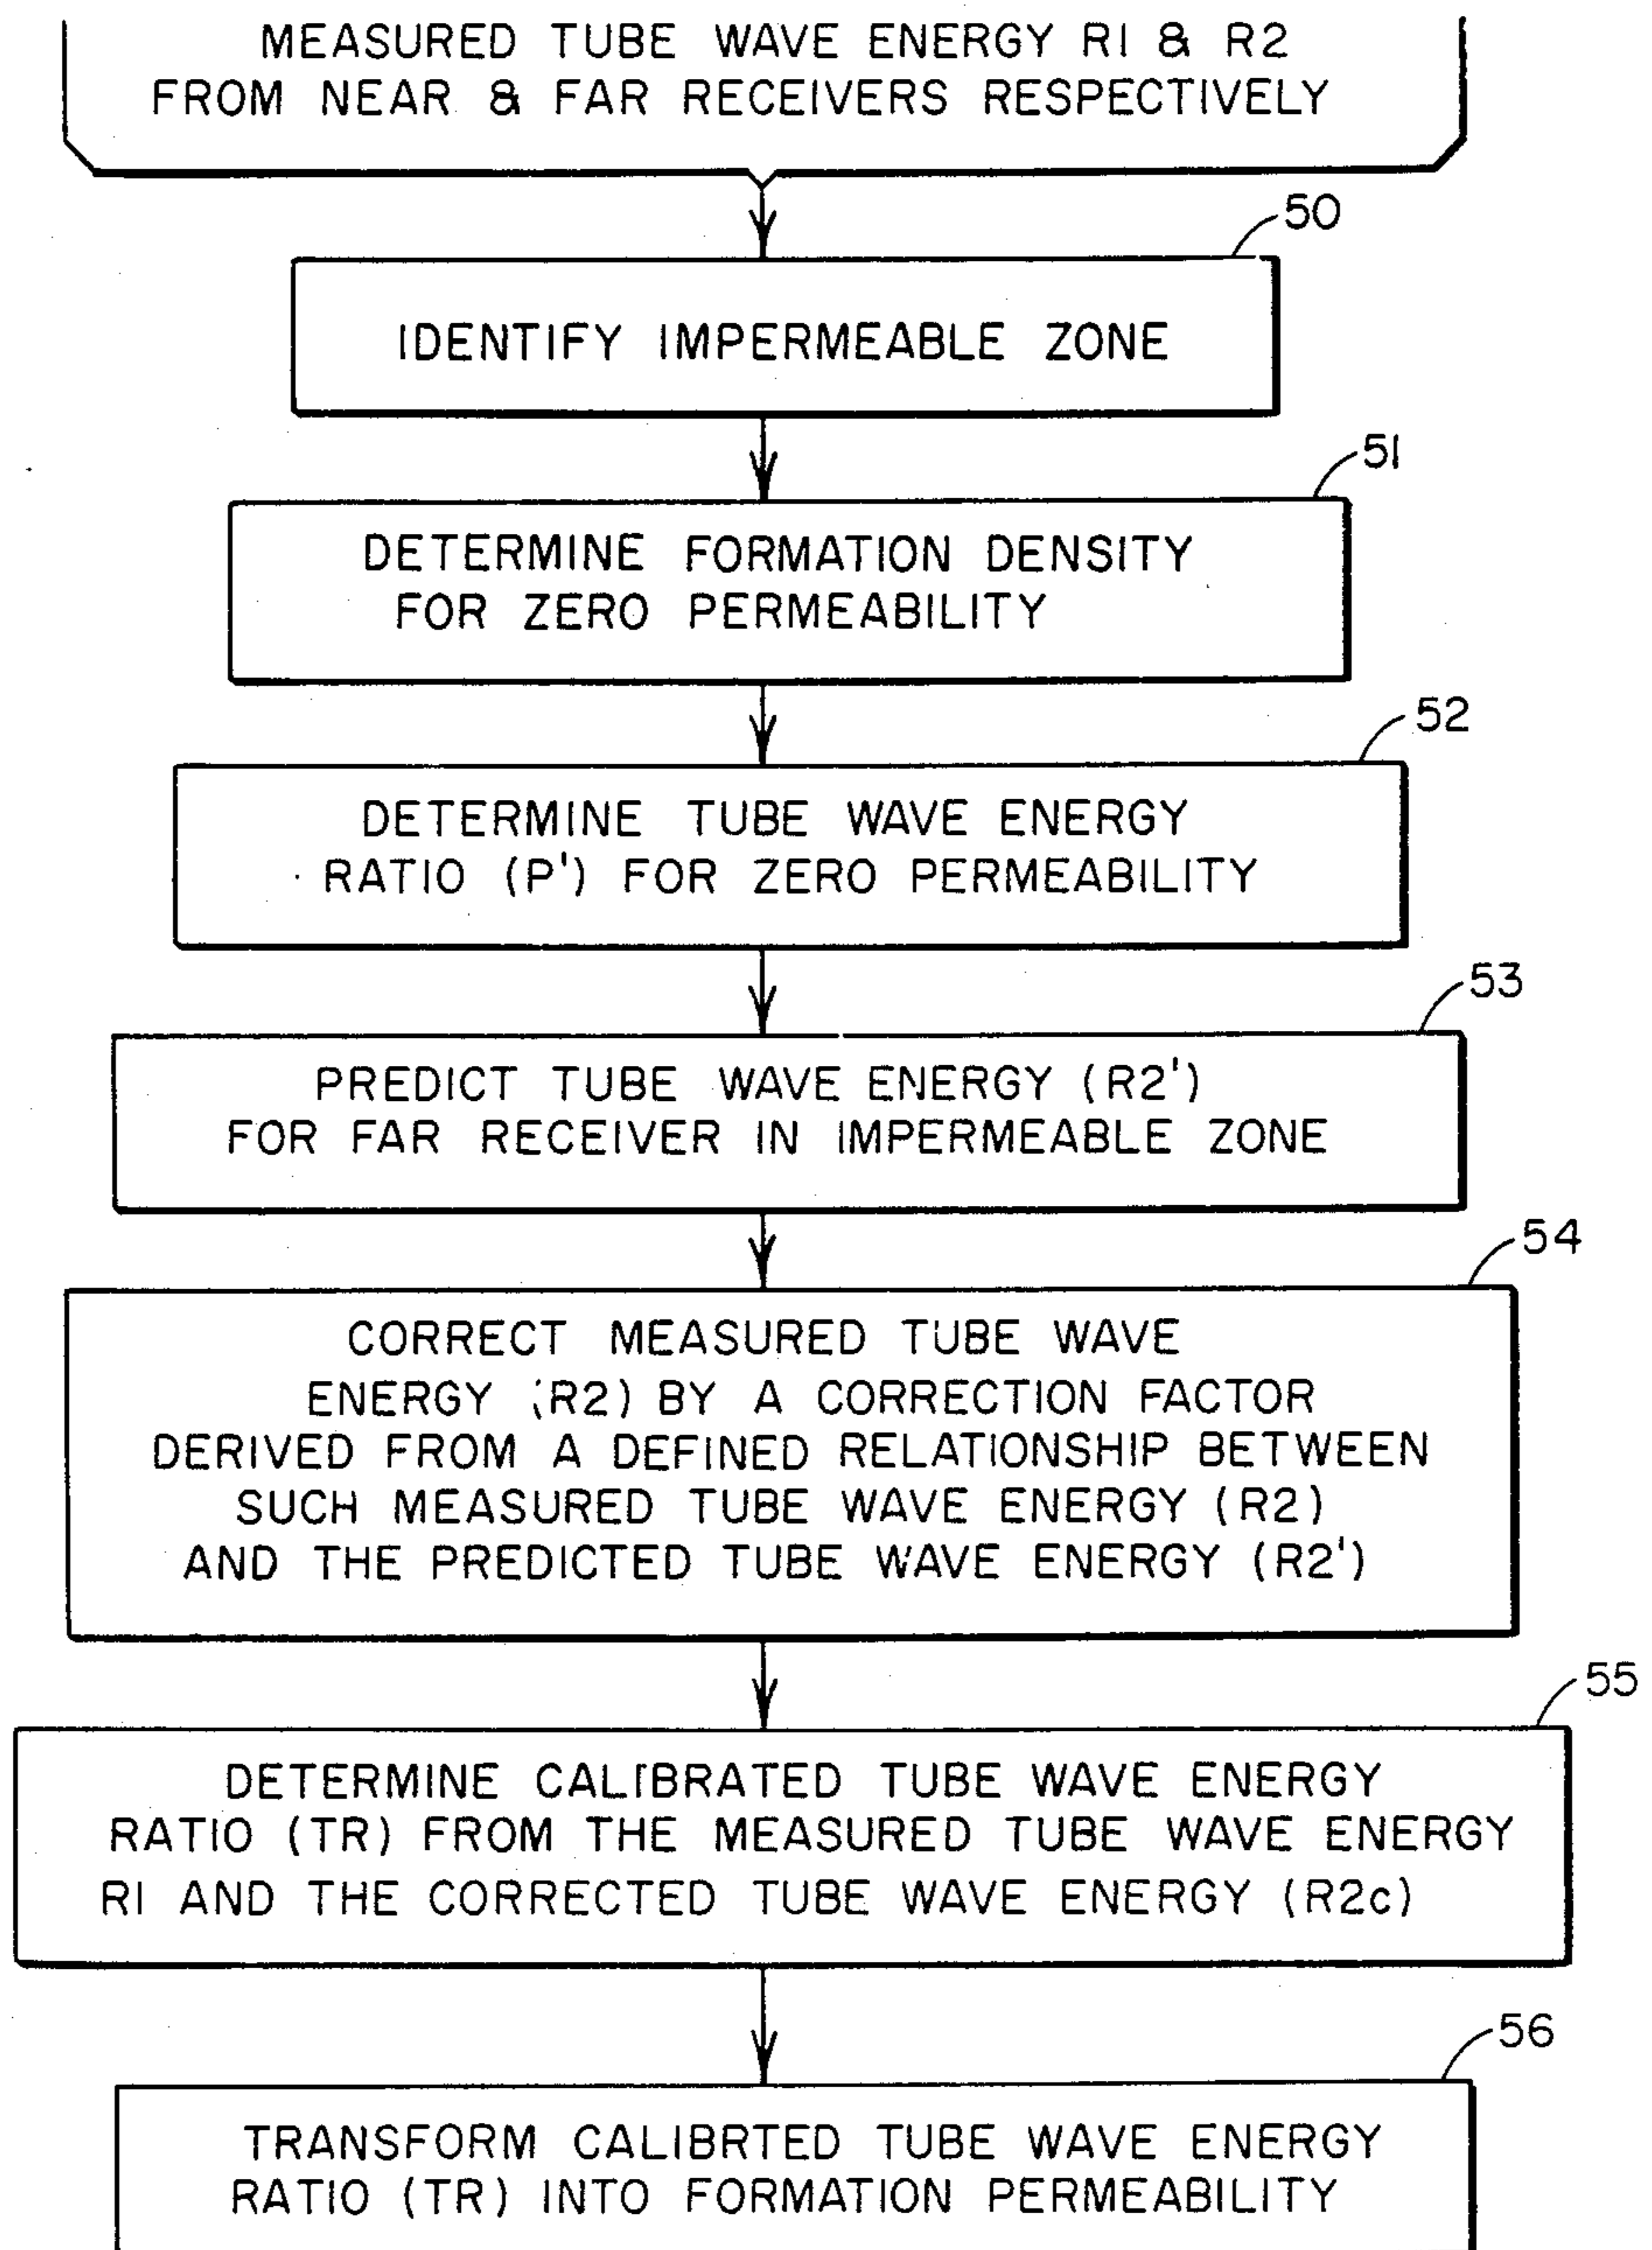 MEASURED TUBE WAVE ENERGY R1 & R2
FROM NEAR & FAR RECEIVERS RESPECTIVELY
50
IDENTIFY IMPERMEABLE ZONE
51
DETERMINE FORMATION DENSITY
FOR ZERO PERMEABILITY
52
DETERMINE TUBE WAVE ENERGY
RATIO (P') FOR ZERO PERMEABILITY
53
PREDICT TUBE WAVE ENERGY (R2')
FOR FAR RECEIVER IN IMPERMEABLE ZONE
54
CORRECT MEASURED TUBE WAVE
ENERGY (R2) BY A CORRECTION FACTOR
DERIVED FROM A DEFINED RELATIONSHIP BETWEEN
SUCH MEASURED TUBE WAVE ENERGY (R2)
AND THE PREDICTED TUBE WAVE ENERGY (R2')
55
DETERMINE CALIBRATED TUBE WAVE ENERGY
RATIO (TR) FROM THE MEASURED TUBE WAVE ENERGY
R1 AND THE CORRECTED TUBE WAVE ENERGY (R2c)
56
TRANSFORM CALIBRTED TUBE WAVE ENERGY
RATIO (TR) INTO FORMATION PERMEABILITY